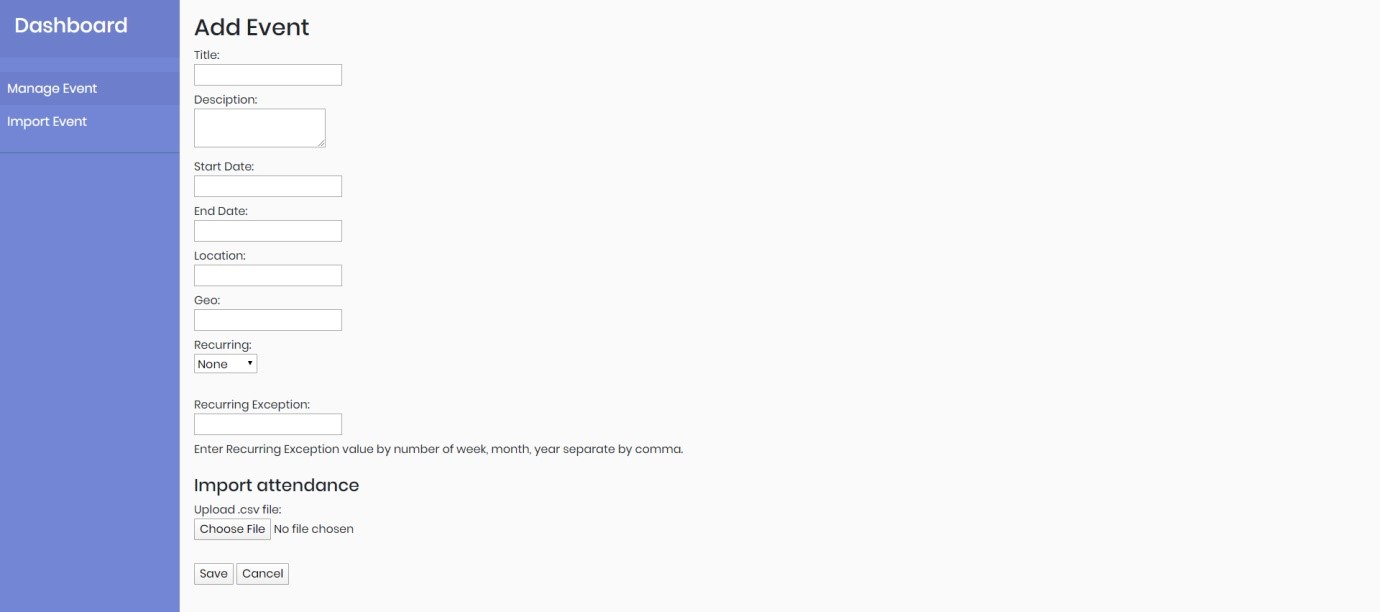 Dashboard
Manage Event
Import Event
Add Event
Title:
Desciption:
Start Date:
End Date:
Location:
Geo:
Recurring:
None
Recurring Exception:
Enter Recurring Exception value by number of week, month, year separate by comma.
Import attendance
Upload .csv file:
Choose File No file chosen
Save Cancel